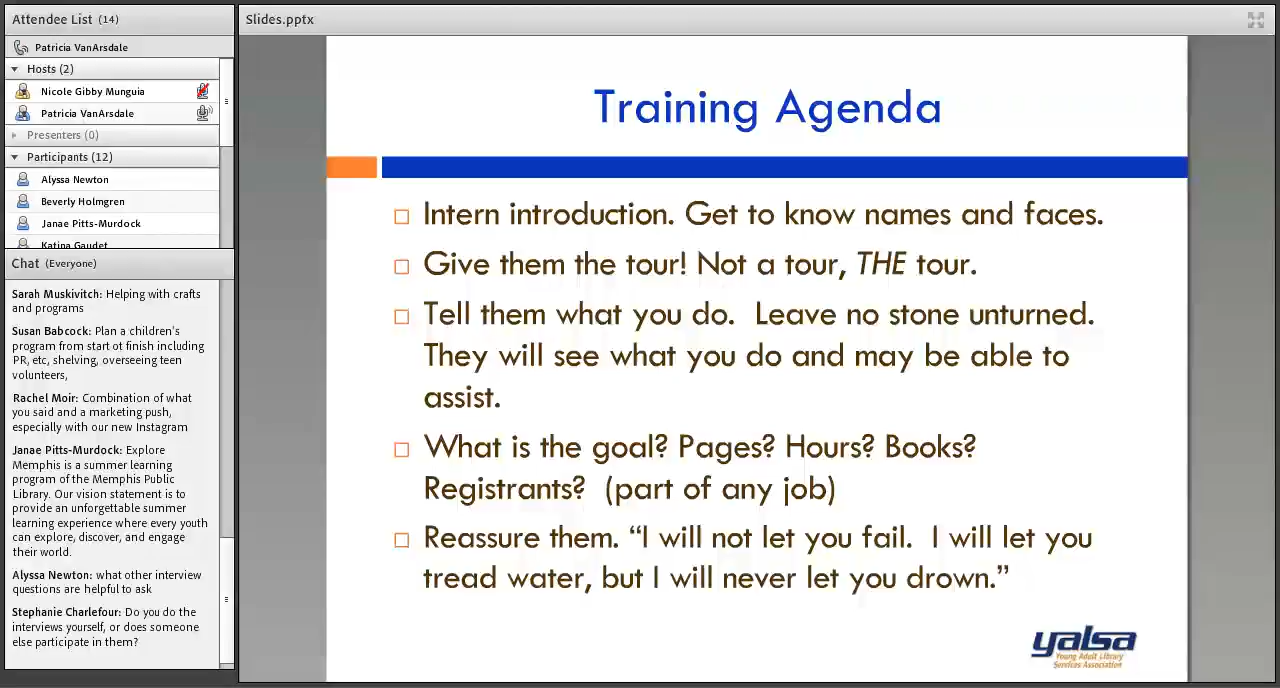 Attendee List (14)
Patricia VanArsdale
Hosts (2)
Nicole Gibby Munguia
Patricia VanArsdale
Presenters (0)
Participants (12)
Alyssa Newton
Beverly Holmgren
Janae Pitts-Murdock
Katina Gaudet
Chat (Everyone)
Sarah Muskivitch: Helping with crafts
and programs
Susan Babcock: Plan a children's
program from start ot finish including
PR, etc, shelving, overseeing teen
volunteers,
Rachel Moir: Combination of what
you said and a marketing push,
especially with our new Instagram
Janae Pitts-Murdock: Explore
Memphis is a summer learning
program of the Memphis Public
Library. Our vision statement is to
provide an unforgettable summer
learning experience where every youth
can explore, discover, and engage
their world.
Alyssa Newton: what other interview
questions are helpful to ask
Stephanie Charlefour: Do you do the
interviews yourself, or does someone
else participate in them?
Slides.pptx
Training Agenda
Intern introduction. Get to know names and faces.
Give them the tour! Not a tour, THE tour.
Tell them what you do.  Leave no stone unturned.
They will see what you do and may be able to
assist.
What is the goal? Pages? Hours? Books?
Registrants?  (part of any job)
Reassure them. “I will not let you fail.  I will let you
tread water, but I will never let you drown.”
yalsa
Young Adult Library
Services Association